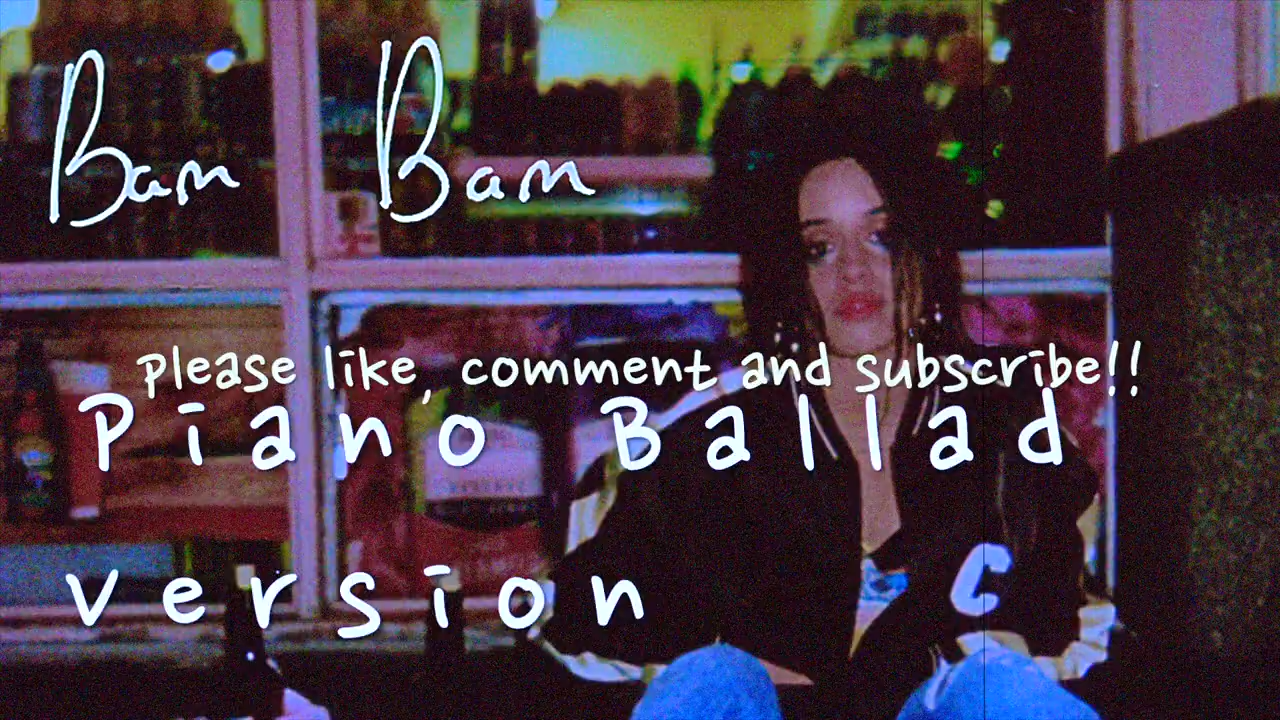 Bam Bam
please like, comment and subscribe!!
Piano Ballad
version
C